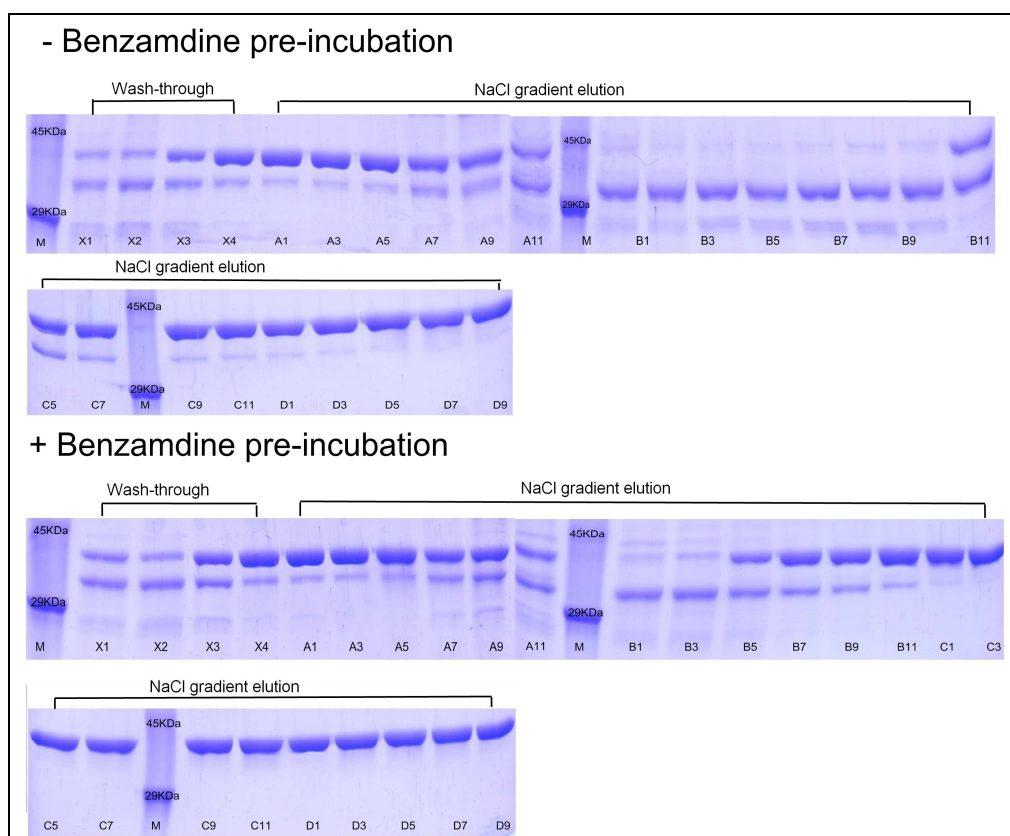 - Benzamdine pre-incubation
Wash-through NaCl gradient elution
45KDa 45KDa
29KDa 29KDa
M X1 X2 X3 X4 A1 A3 A5 A7 A9 A11 M B1 B3 B5 B7 B9 B11
NaCl gradient elution
45KDa
29KDa
C5 C7 M C9 C11 D1 D3 D5 D7 D9
+ Benzamdine pre-incubation
Wash-through NaCl gradient elution
45KDa 45KDa
29KDa 29KDa
M X1 X2 X3 X4 A1 A3 A5 A7 A9 A11 M B1 B3 B5 B7 B9 B11 C1 C3
NaCl gradient elution
45KDa
29KDa
C5 C7 M C9 C11 D1 D3 D5 D7 D9